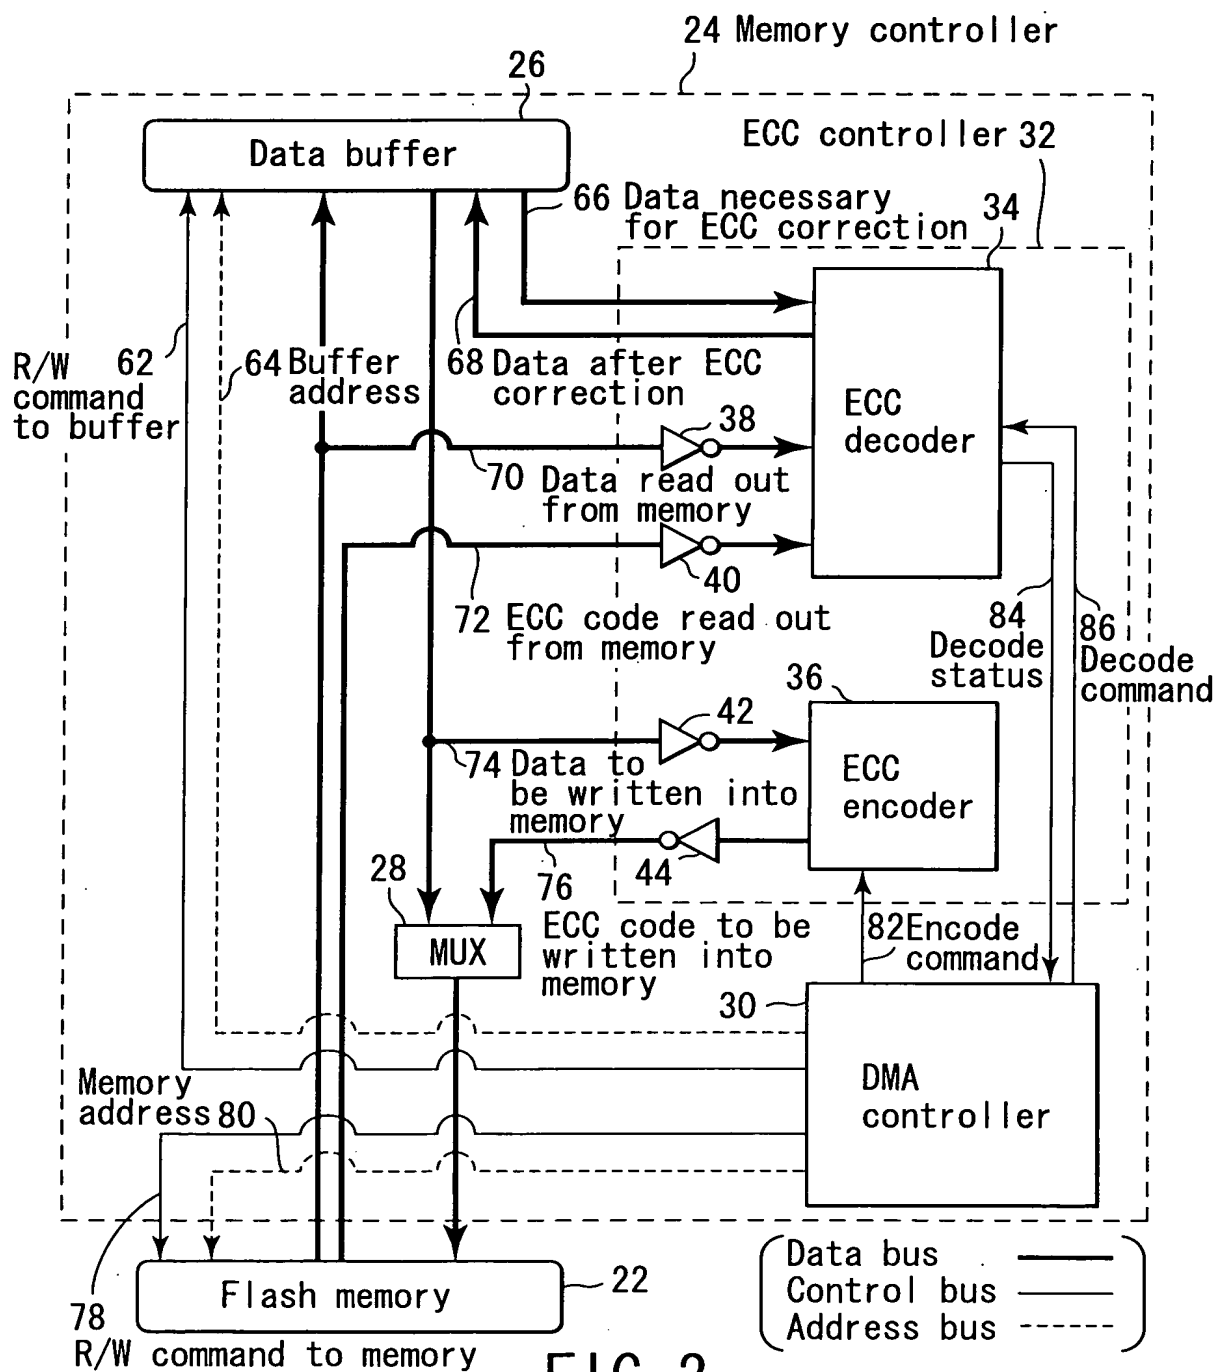 24 Memory controller
26
Data buffer
ECC controller 32
66 Data necessary
for ECC correction
34
62
R/W
command
to buffer
64 Buffer
address
68 Data after ECC
correction
38
ECC
decoder
70 Data read out
from memory
40
72 ECC code read out
from memory
84
Decode
status
86
Decode
command
36
42
74 Data to
be written into
memory
ECC
encoder
44
76
28
MUX
ECC code to be
written into
memory
82 Encode
command
30
DMA
controller
Memory
address 80
78
R/W command to memory
Flash memory
22
Data bus
Control bus
Address bus